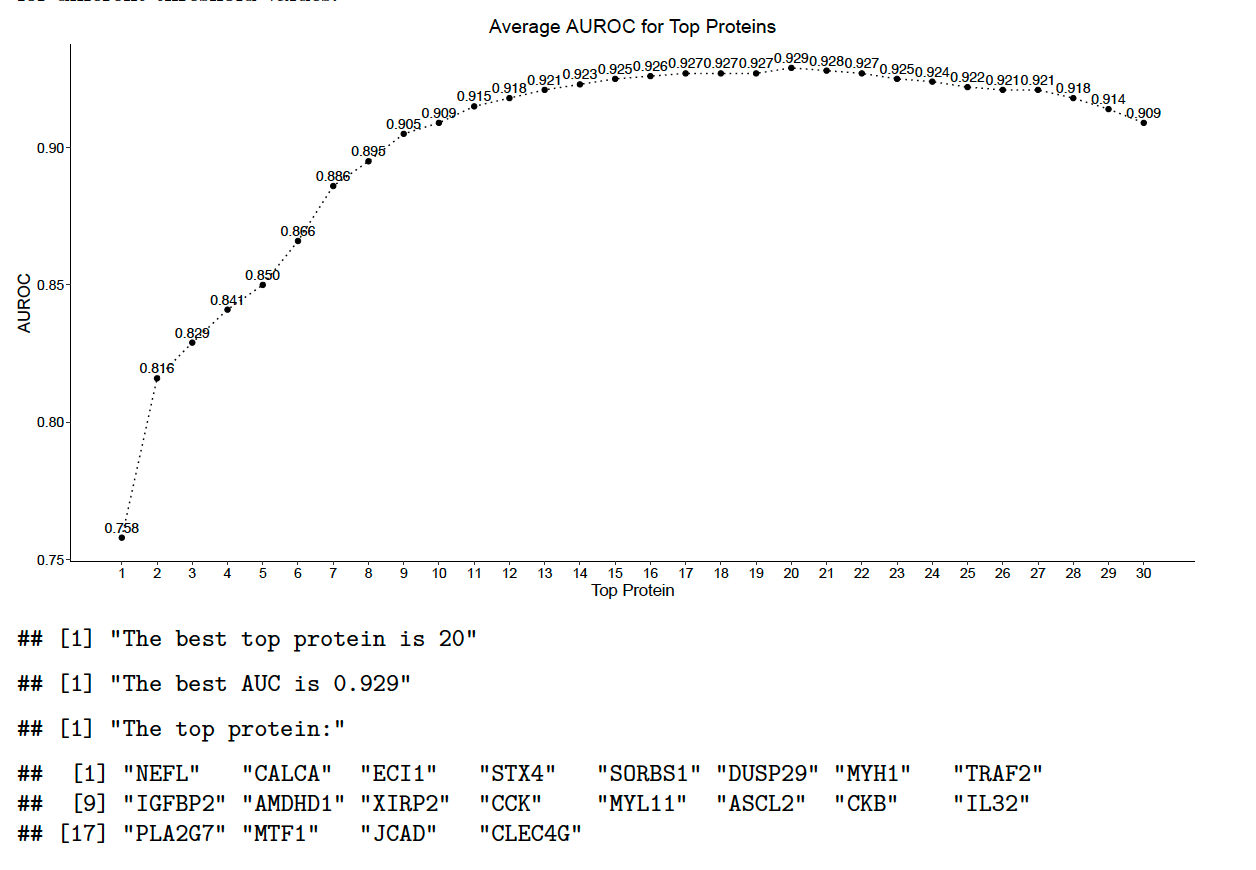 for different threshold values.
Average AUROC for Top Proteins
0.758 0.816 0.829 0.841 0.850 0.866 0.886 0.895 0.905 0.909 0.915 0.918 0.921 0.923 0.925 0.926 0.927 0.927 0.927 0.929 0.928 0.927 0.925 0.924 0.922 0.921 0.921 0.918 0.914 0.909
0.90
0.85
0.80
0.75
AUROC
1 2 3 4 5 6 7 8 9 10 11 12 13 14 15 16 17 18 19 20 21 22 23 24 25 26 27 28 29 30
Top Protein
## [1] "The best top protein is 20"
## [1] "The best AUC is 0.929"
## [1] "The top protein:"
## [1] "NEFL" "CALCA" "ECI1" "STX4" "SORBS1" "DUSP29" "MYH1" "TRAF2"
## [9] "IGFBP2" "AMDHD1" "XIRP2" "CCK" "MYL11" "ASCL2" "CKB" "IL32"
## [17] "PLA2G7" "MTF1" "JCAD" "CLEC4G"